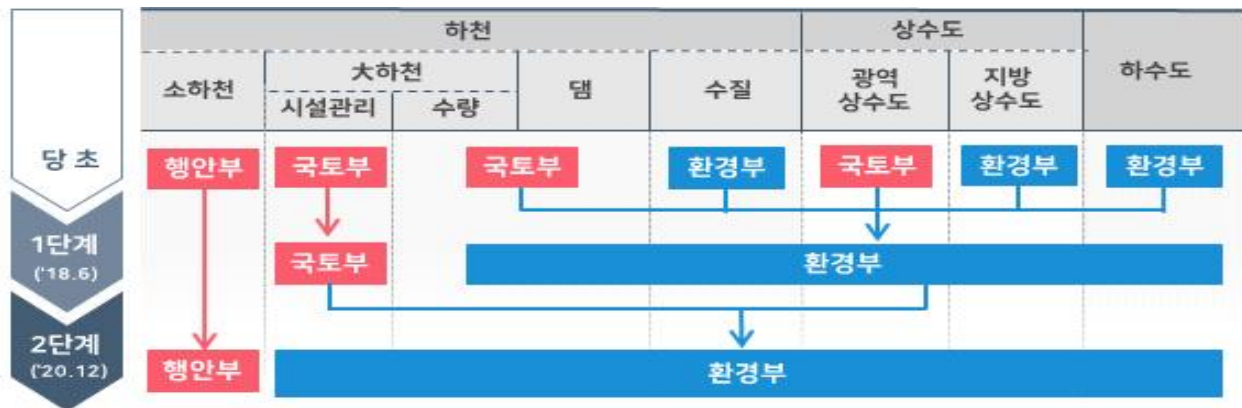 하천
상수도
하수도
소하천
大하천
댐
수질
광역
상수도
지방
상수도
시설관리
수량
당 초
행안부
국토부
국토부
환경부
국토부
환경부
환경부
1단계
('18.6)
국토부
환경부
2단계
('20.12)
행안부
환경부